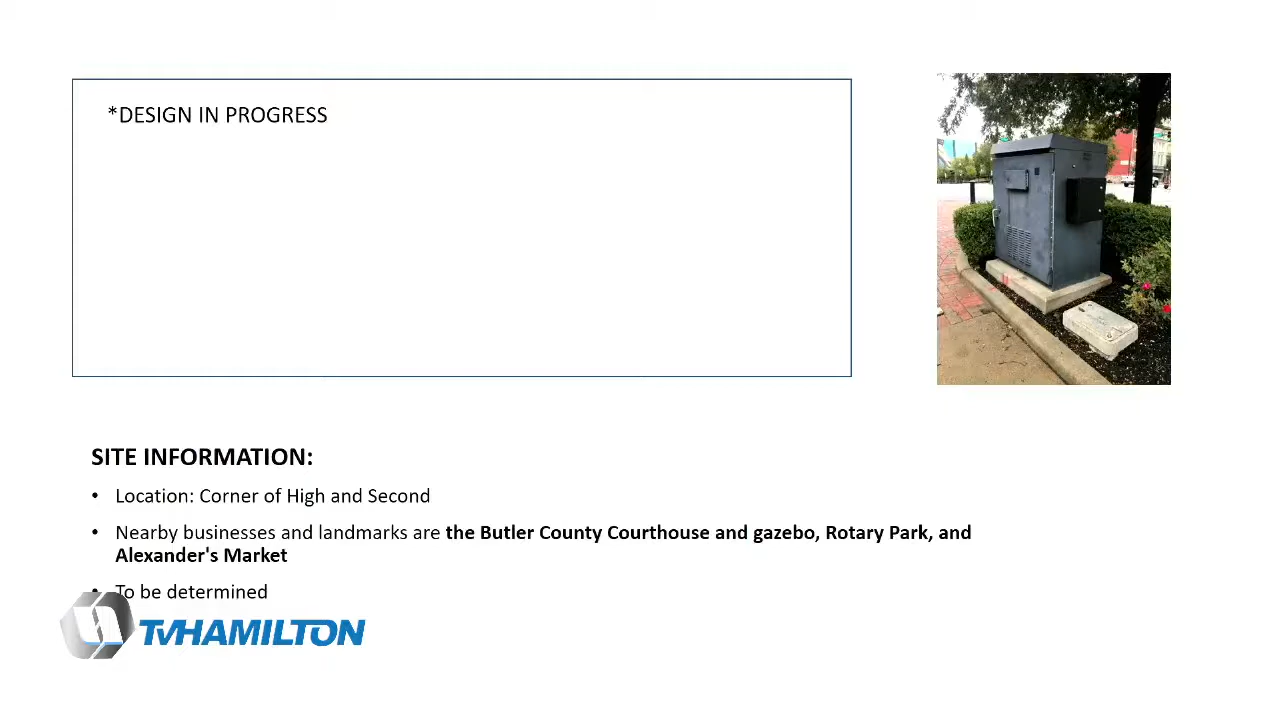 *DESIGN IN PROGRESS
SITE INFORMATION:
• Location: Corner of High and Second
• Nearby businesses and landmarks are the Butler County Courthouse and gazebo, Rotary Park, and
Alexander's Market
• To be determined
TVHAMILTON